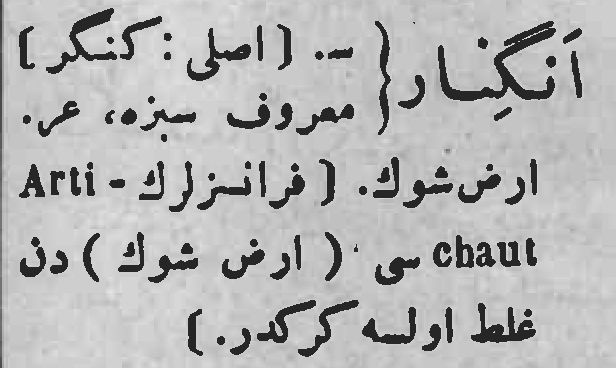 اَنگِنار { س. [ اصلی : كنكر ]
معروف سبزه، عر.
ارض شوك. [ فرانسزلرك Arti-
chaut سی ( ارض شوك ) دن
غلط اولسه كركدر. ]